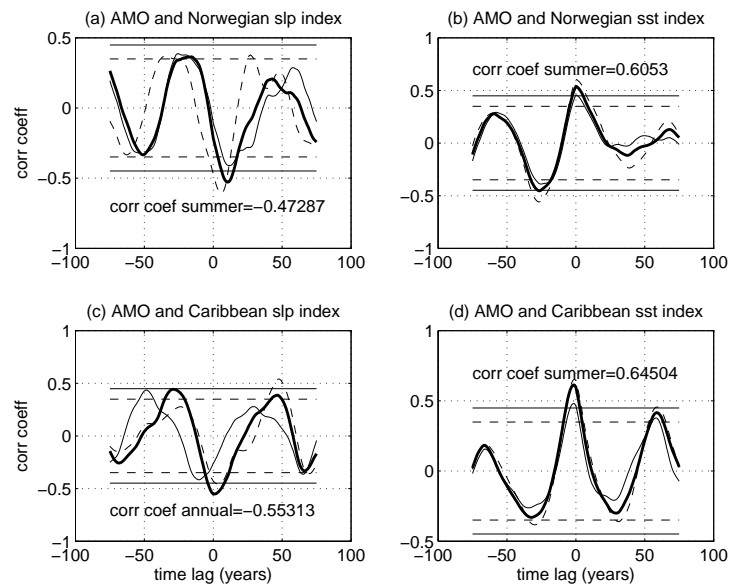 (a) AMO and Norwegian slp index
1
0.5
0
−0.5
−1
corr coeff
corr coef summer=−0.47287
−100 −50 0 50 100
(b) AMO and Norwegian sst index
1
0.5
0
−0.5
−1
corr coef summer=0.6053
−100 −50 0 50 100
(c) AMO and Caribbean slp index
1
0.5
0
−0.5
−1
corr coeff
corr coef annual=−0.55313
−100 −50 0 50 100
time lag (years)
(d) AMO and Caribbean sst index
1
0.5
0
−0.5
corr coef summer=0.64504
−100 −50 0 50 100
time lag (years)